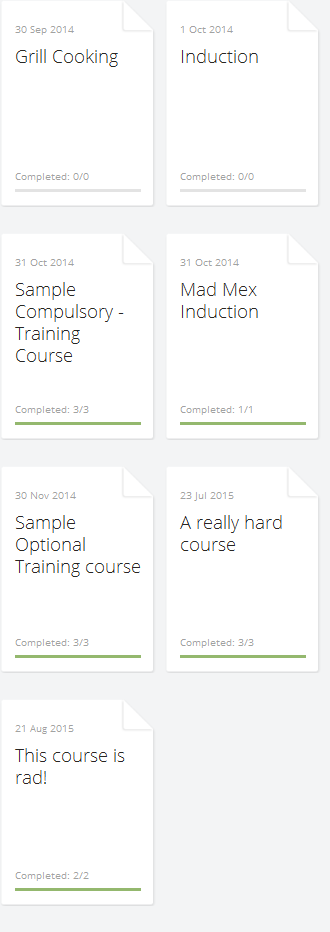 30 Sep 2014
Grill Cooking
Completed: 0/0
1 Oct 2014
Induction
Completed: 0/0
31 Oct 2014
Sample
Compulsory -
Training
Course
Completed: 3/3
31 Oct 2014
Mad Mex
Induction
Completed: 1/1
30 Nov 2014
Sample
Optional
Training course
Completed: 3/3
23 Jul 2015
A really hard
course
Completed: 3/3
21 Aug 2015
This course is
rad!
Completed: 2/2